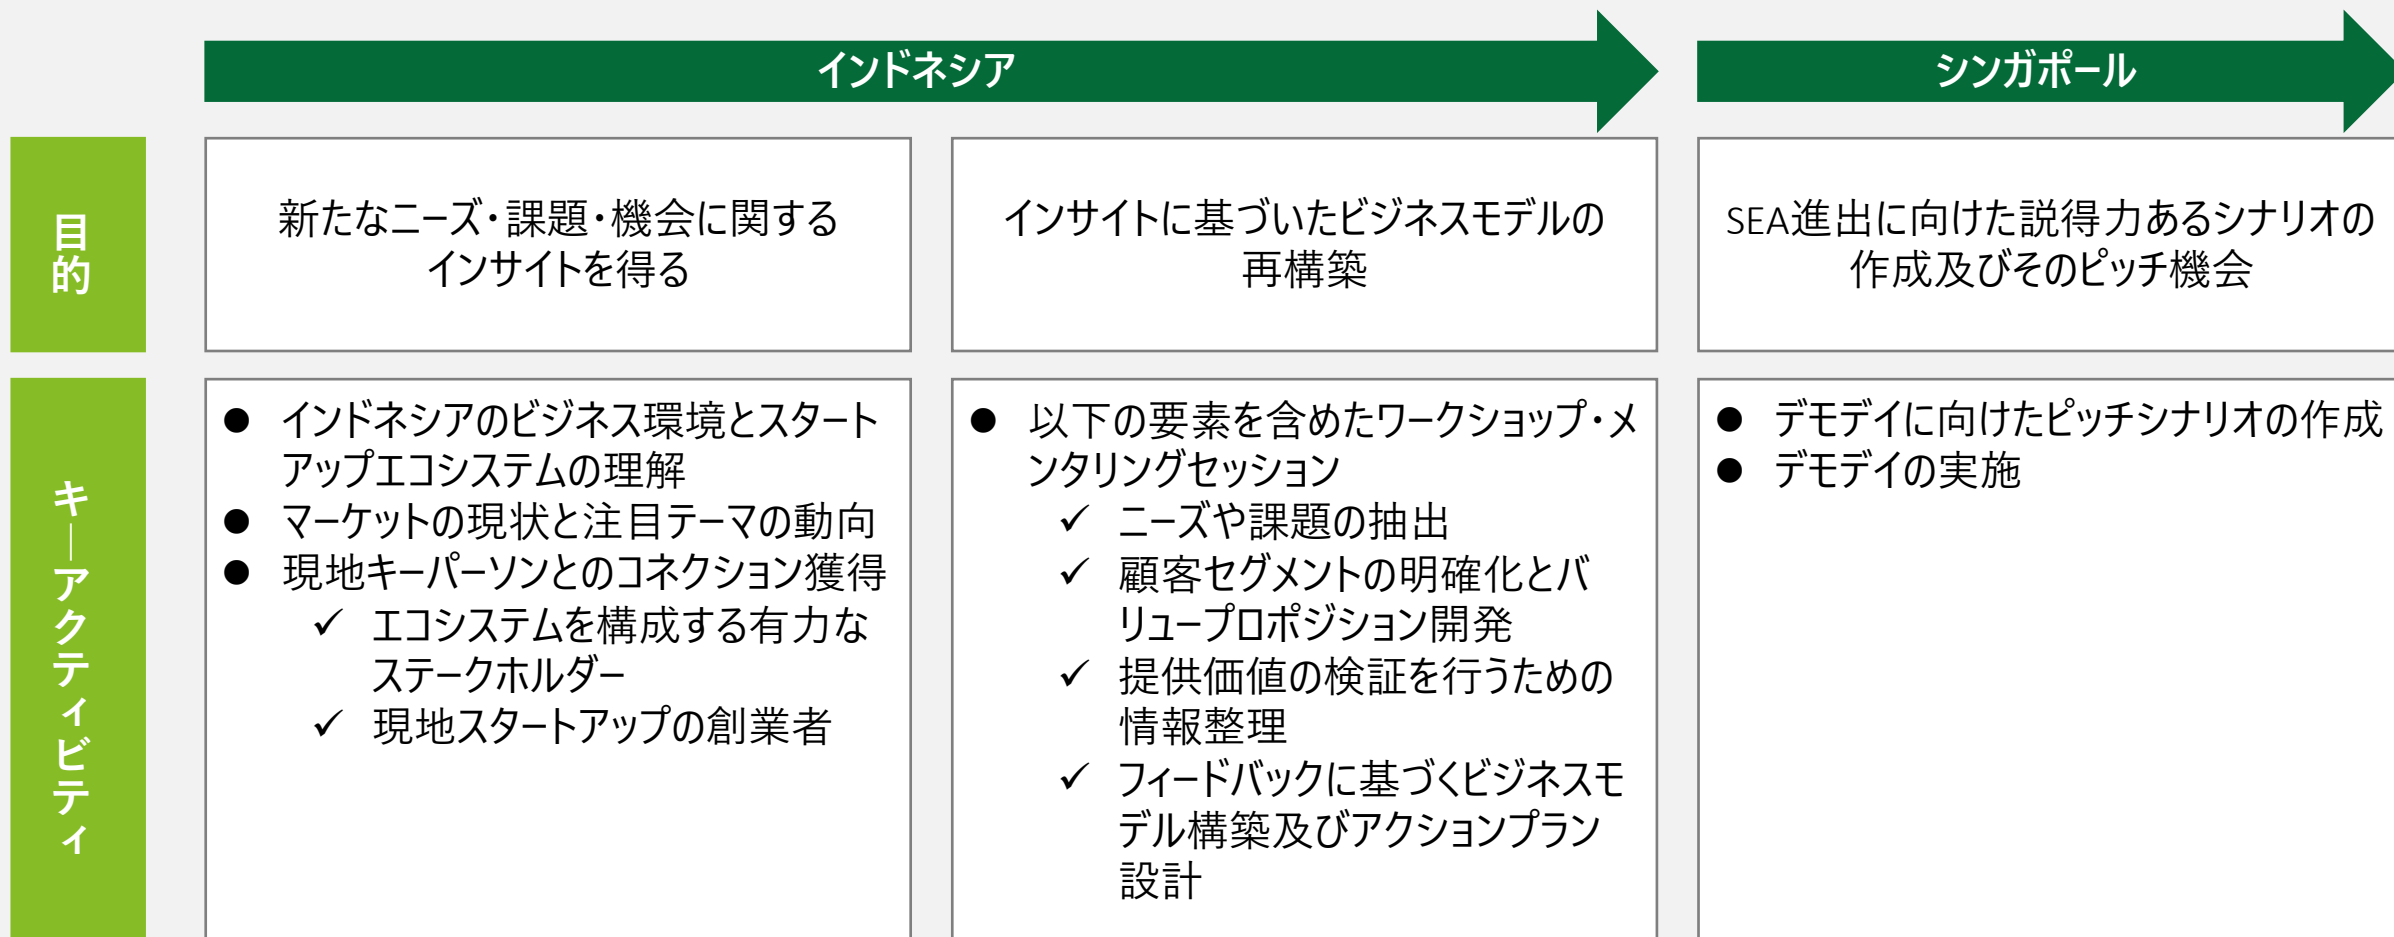 インドネシア
シンガポール
目的
新たなニーズ・課題・機会に関する
インサイトを得る
インサイトに基づいたビジネスモデルの
再構築
SEA進出に向けた説得力あるシナリオの
作成及びそのピッチ機会
キーアクティビティ
● インドネシアのビジネス環境とスタート
アップエコシステムの理解
● マーケットの現状と注目テーマの動向
● 現地キーパーソンとのコネクション獲得
✓ エコシステムを構成する有力な
ステークホルダー
✓ 現地スタートアップの創業者
● 以下の要素を含めたワークショップ・メ
ンタリングセッション
✓ ニーズや課題の抽出
✓ 顧客セグメントの明確化とバ
リュープロポジション開発
✓ 提供価値の検証を行うための
情報整理
✓ フィードバックに基づくビジネスモ
デル構築及びアクションプラン
設計
● デモデイに向けたピッチシナリオの作成
● デモデイの実施